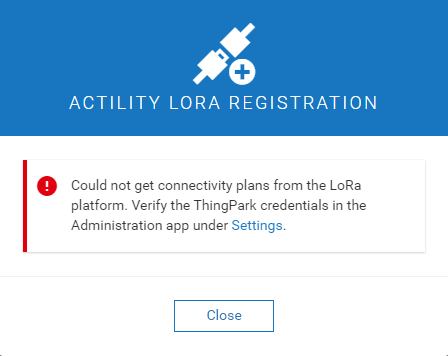 ACTILITY LORA REGISTRATION
Could not get connectivity plans from the LoRa
platform. Verify the ThingPark credentials in the
Administration app under Settings.
Close